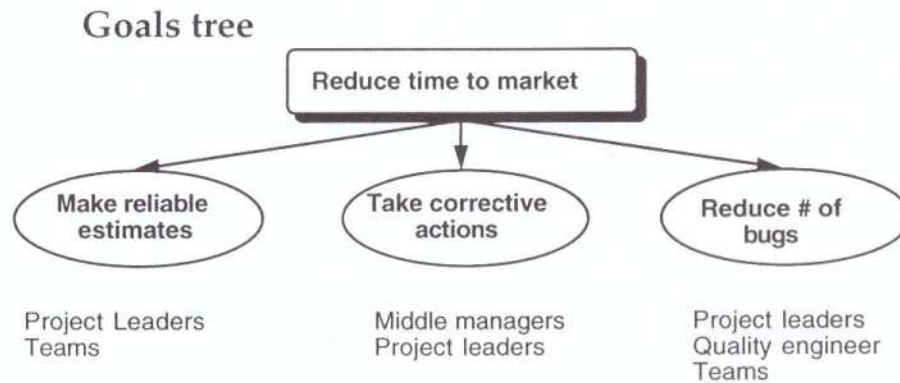 Goals tree
Reduce time to market
Make reliable
estimates
Take corrective
actions
Reduce # of
bugs
Project Leaders
Teams
Middle managers
Project leaders
Project leaders
Quality engineer
Teams